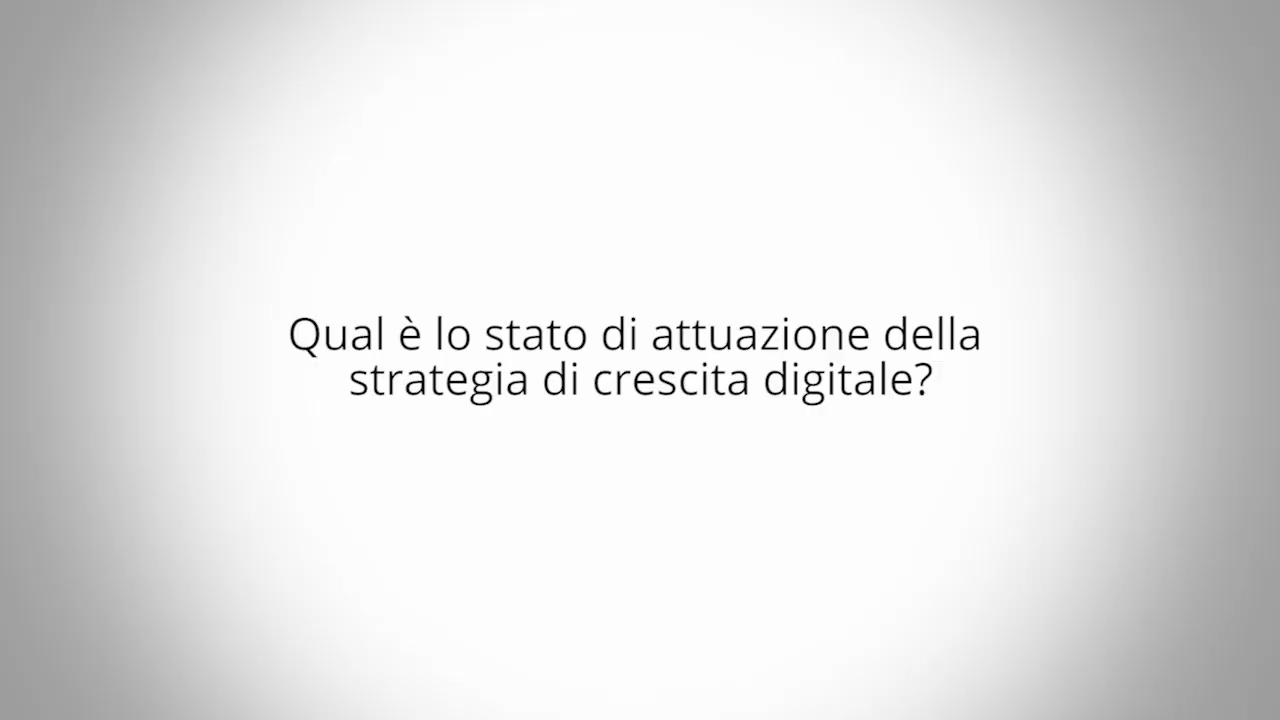 Qual è lo stato di attuazione della
strategia di crescita digitale?